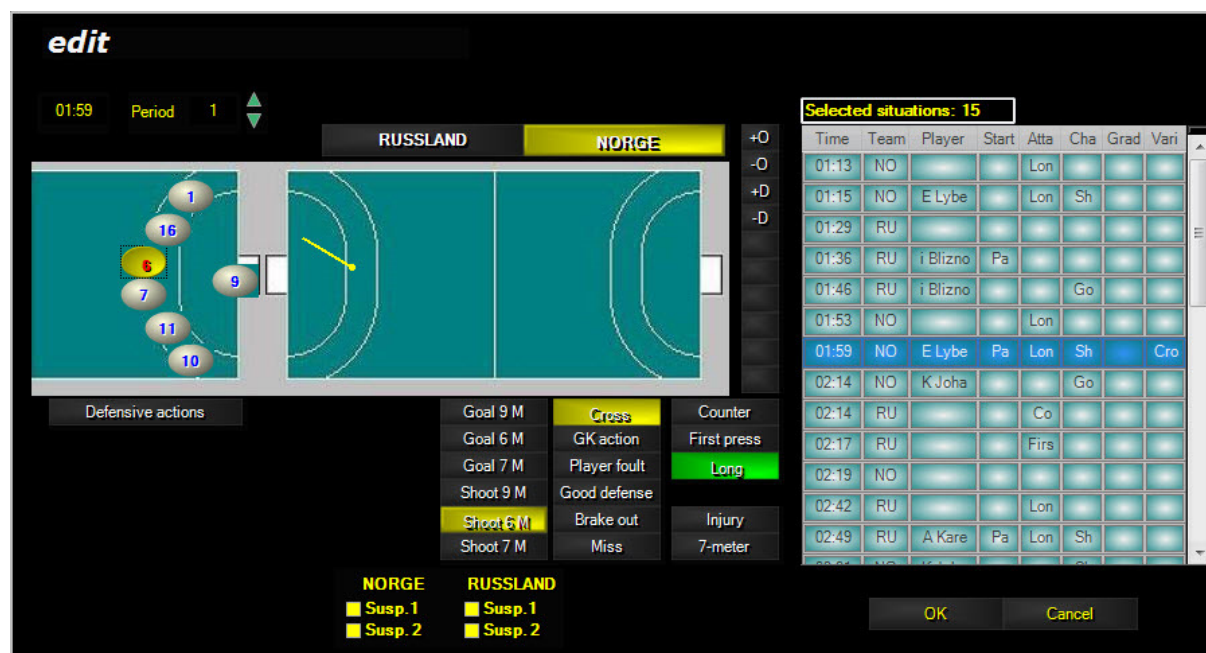 edit
01:59 Period 1
Selected situations: 15
RUSSLAND NORGE
+O
-O
+D
-D
1
16
6
7
9
11
10
Time Team Player Start Atta Cha Grad Vari
01:13 NO Lon
01:15 NO E Lybe Lon Sh
01:29 RU
01:36 RU i Blizno Pa
01:46 RU i Blizno Go
01:53 NO Lon
01:59 NO E Lybe Pa Lon Sh Cro
02:14 NO K Joha Go
02:14 RU Co
02:17 RU Firs
02:19 NO
02:42 RU Lon
02:49 RU A Kare Pa Lon Sh
Defensive actions
Goal 9 M Cross Counter
Goal 6 M GK action First press
Goal 7 M Player foult Long
Shoot 9 M Good defense
Shoot 6 M Brake out Injury
Shoot 7 M Miss 7-meter
NORGE RUSSLAND
Susp. 1 Susp. 1
Susp. 2 Susp. 2
OK Cancel